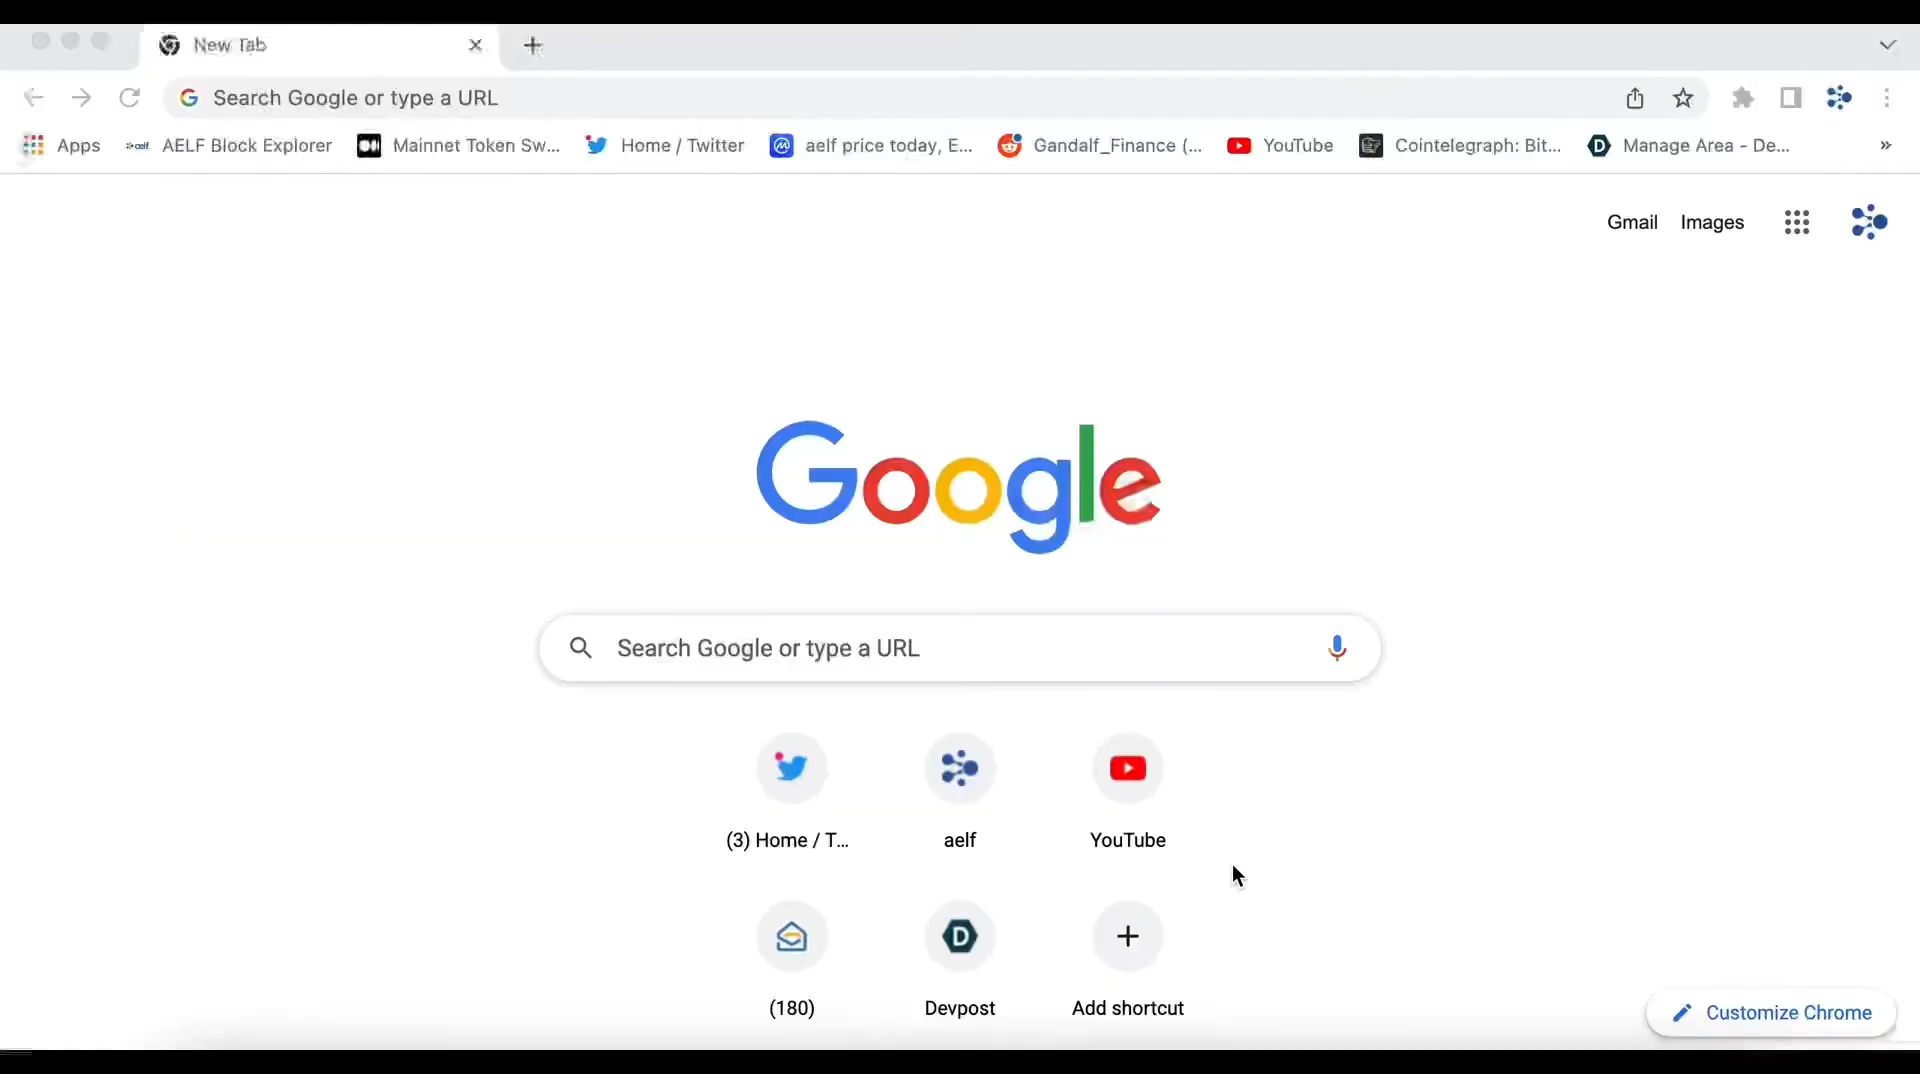 New Tab
Search Google or type a URL
Apps AELF Block Explorer Mainnet Token Sw... Home / Twitter aelf price today, E... Gandalf_Finance (... YouTube Cointelegraph: Bit... Manage Area - De... »
Gmail Images
Google
Search Google or type a URL
(3) Home / T... aelf YouTube
(180) Devpost Add shortcut
Customize Chrome